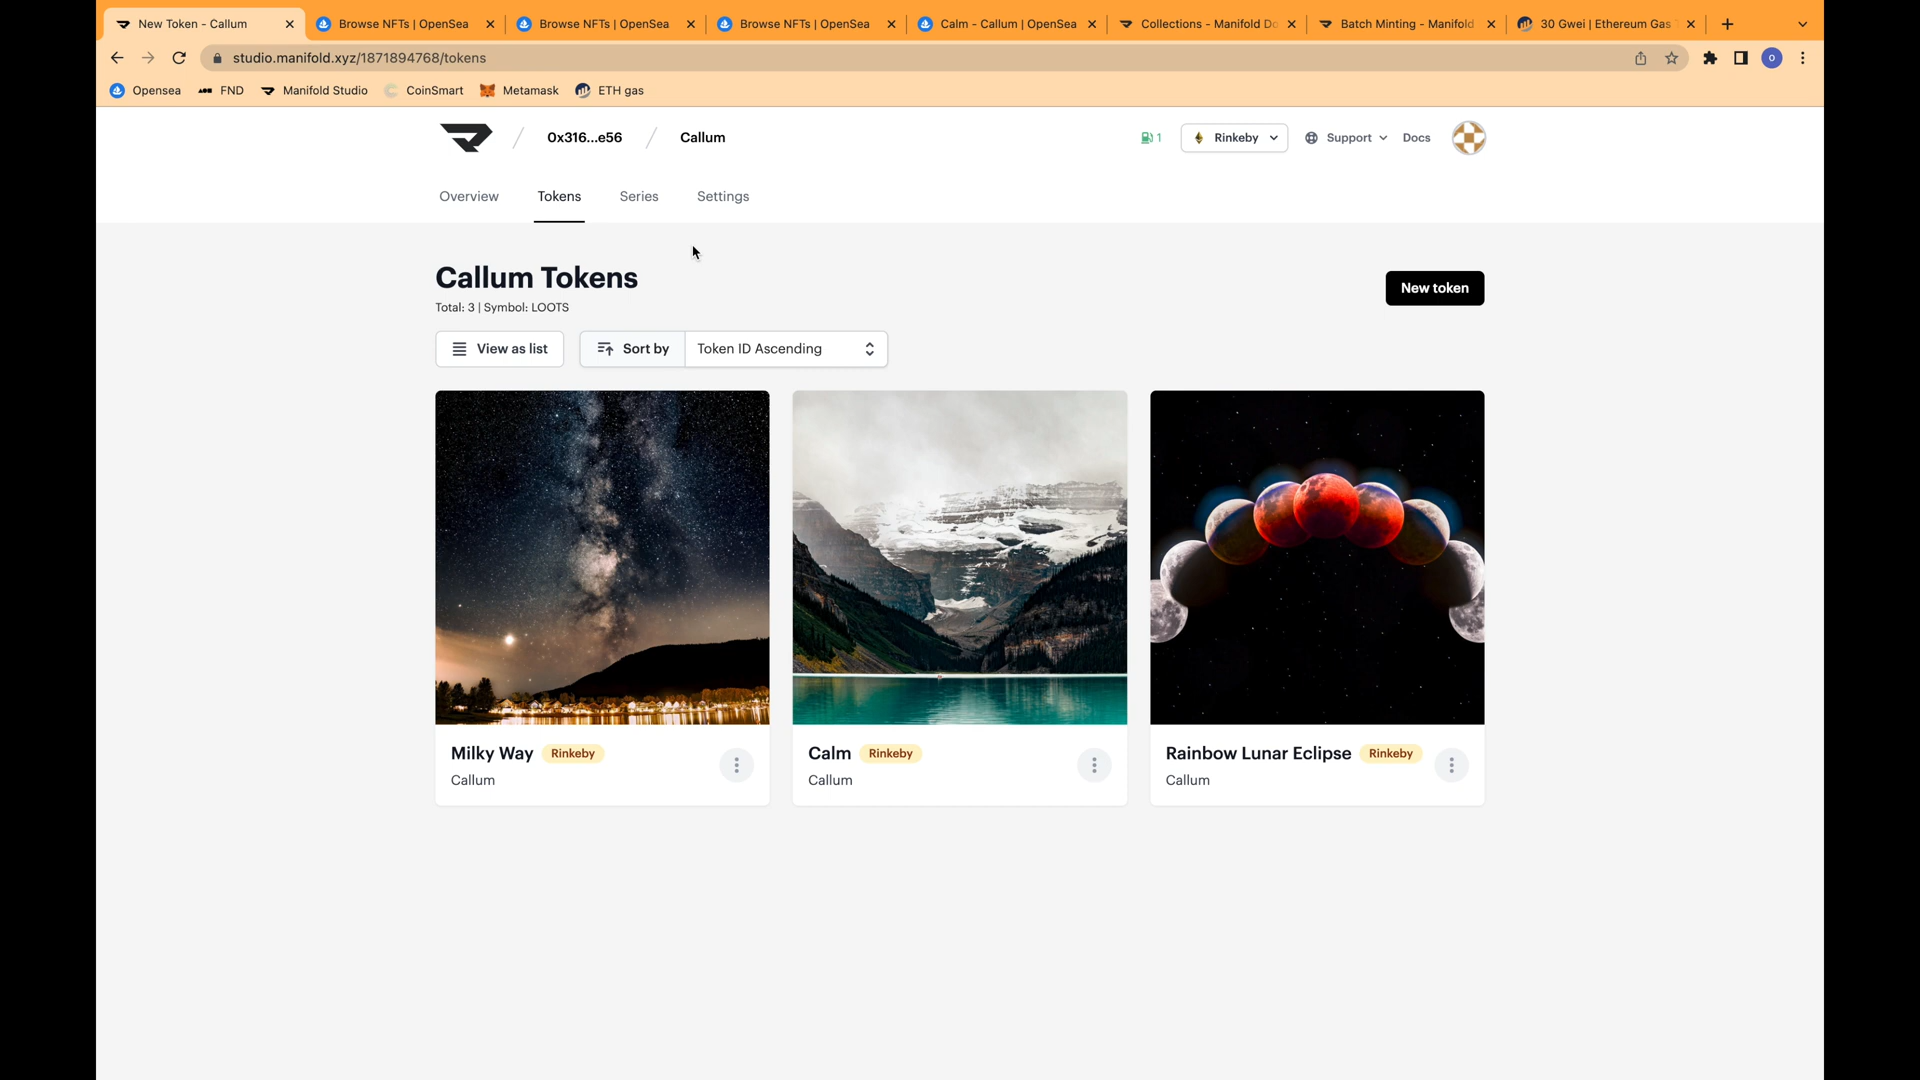 New Token - Callum
Browse NFTs | OpenSea
Browse NFTs | OpenSea
Browse NFTs | OpenSea
Calm - Callum | OpenSea
Collections - Manifold Do
Batch Minting - Manifold
30 Gwei | Ethereum Gas
studio.manifold.xyz/1871894768/tokens
O
Opensea
FND
Manifold Studio
CoinSmart
Metamask
ETH gas
/ 0x316...e56 / Callum
1
Rinkeby
Support
Docs
Overview
Tokens
Series
Settings
Callum Tokens
New token
Total: 3 | Symbol: LOOTS
View as list
Sort by
Token ID Ascending
Milky Way Rinkeby
Callum
Calm Rinkeby
Callum
Rainbow Lunar Eclipse Rinkeby
Callum